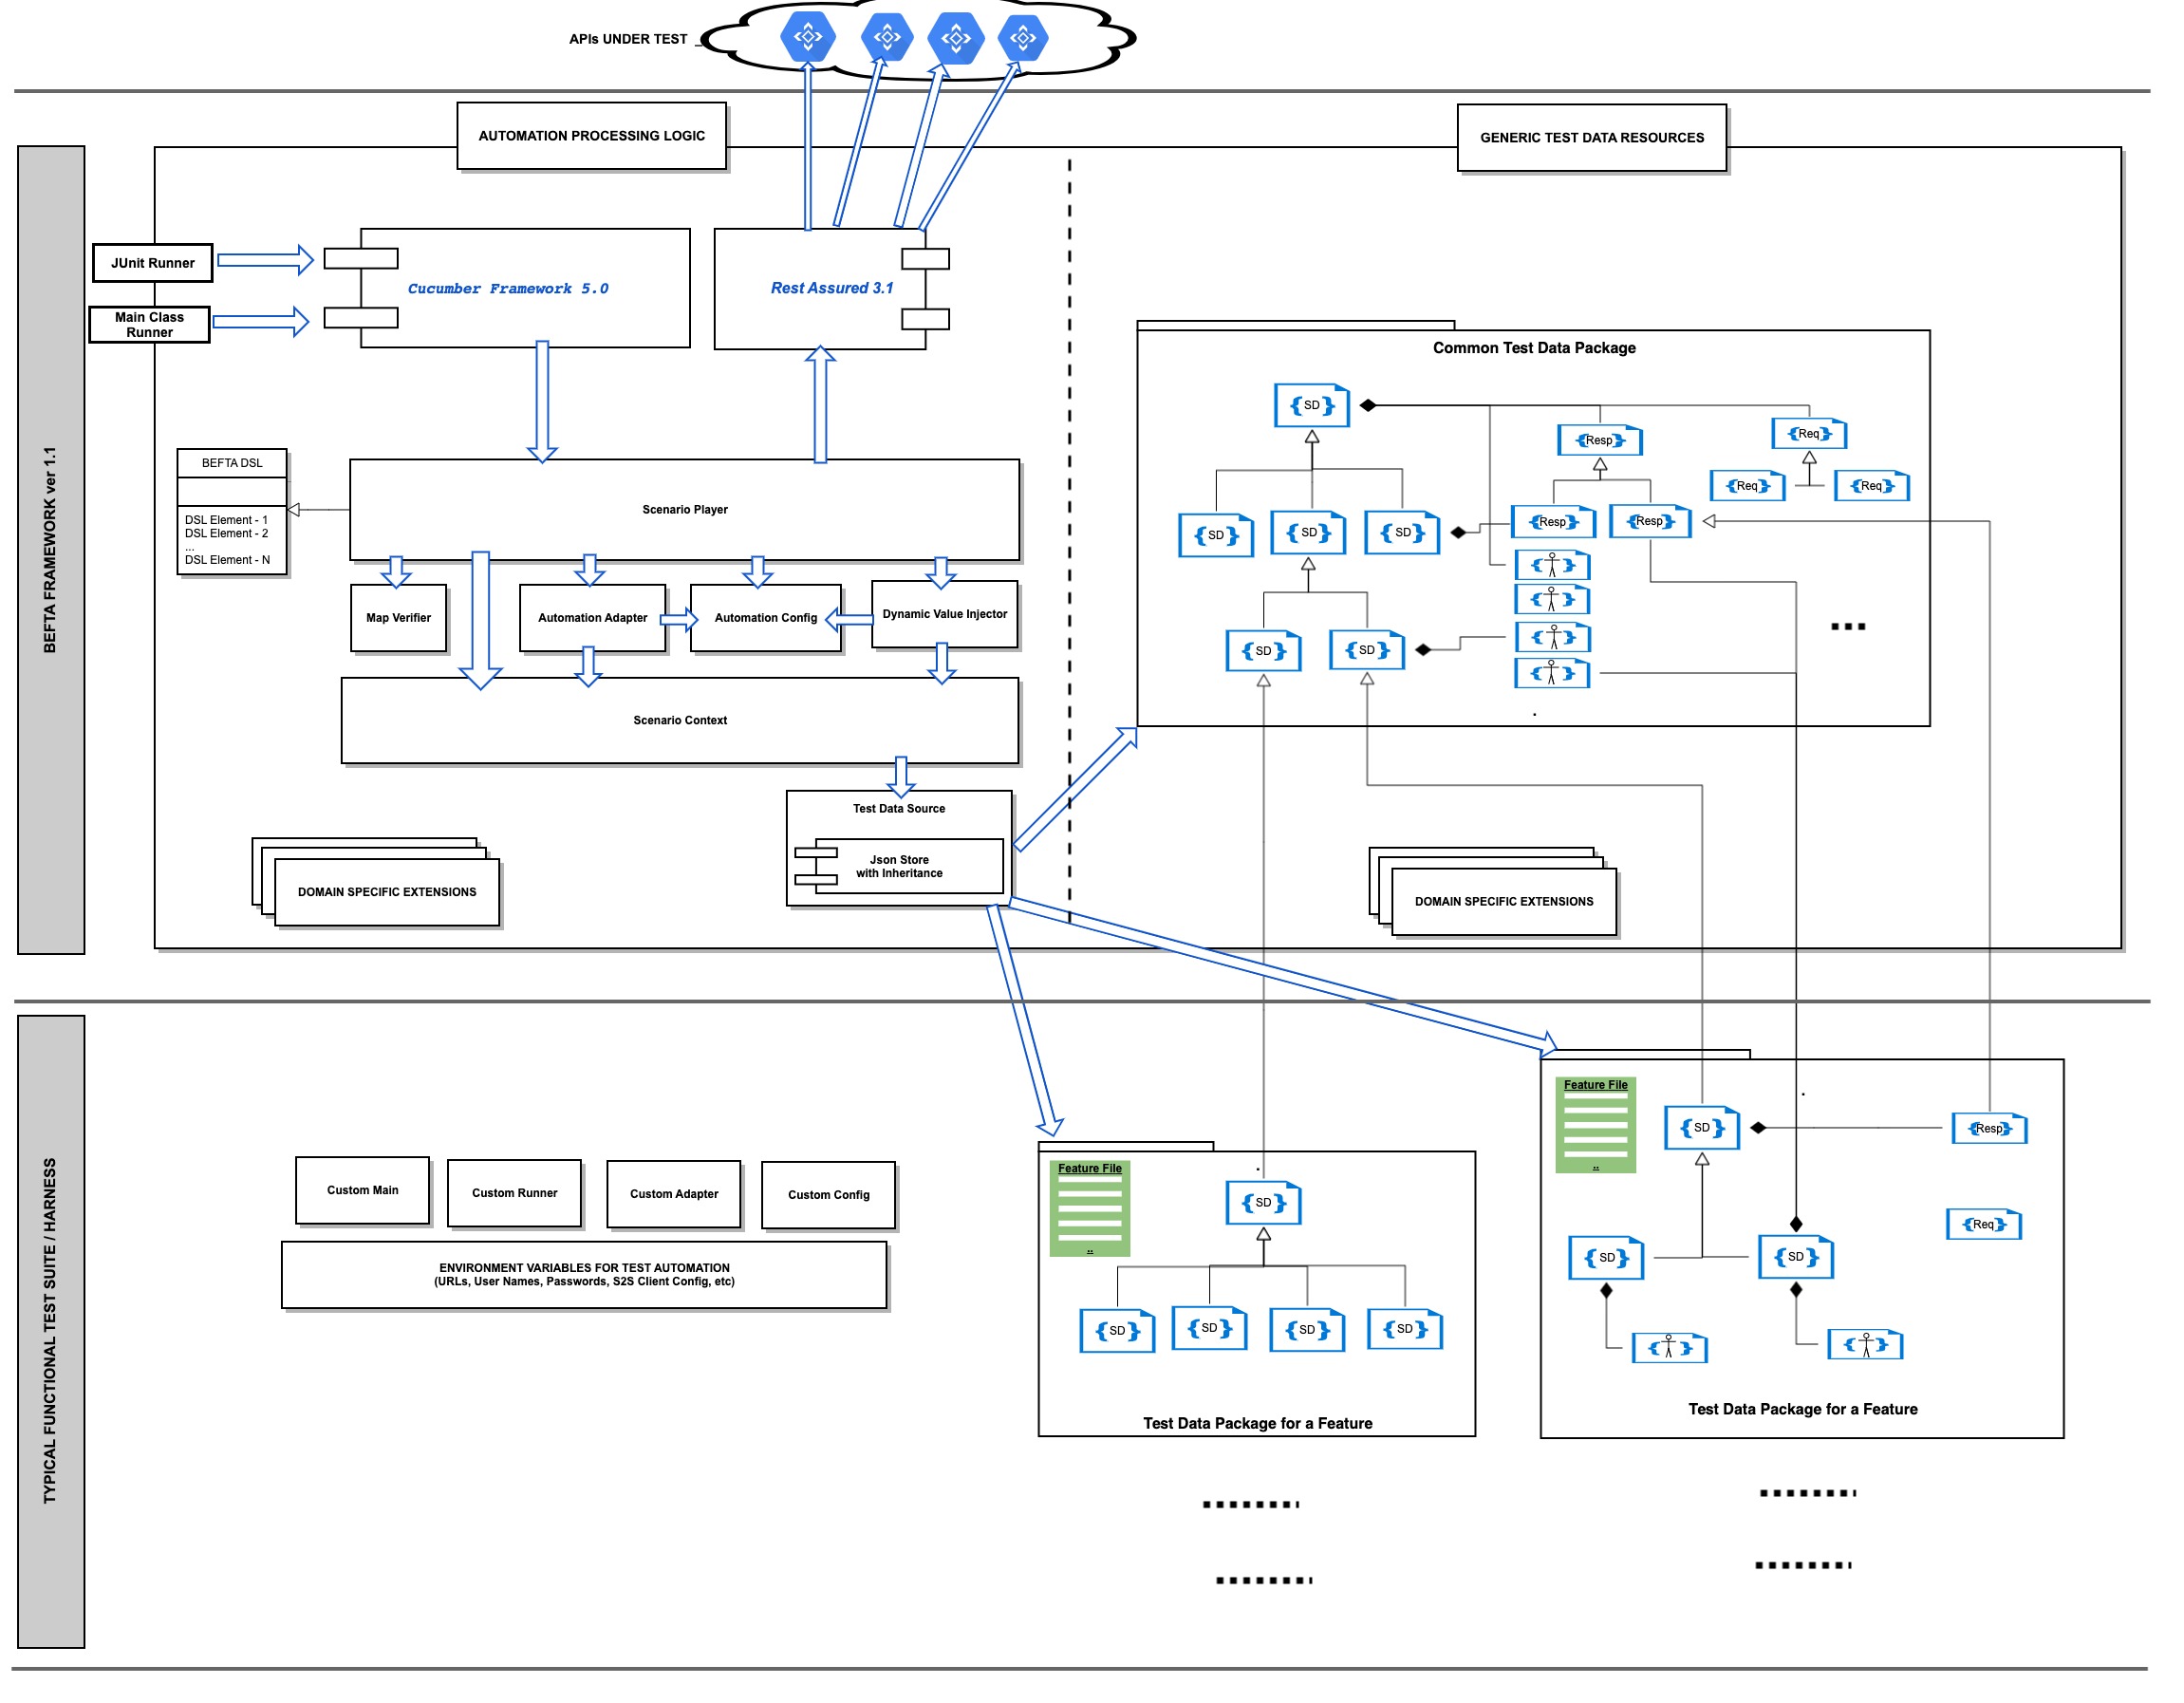 APIs UNDER TEST
AUTOMATION PROCESSING LOGIC
GENERIC TEST DATA RESOURCES
BEFTA FRAMEWORK ver 1.1
JUnit Runner
Main Class
Runner
Cucumber Framework 5.0
Rest Assured 3.1
Common Test Data Package
{SD}
{Resp}
{Req}
{Req}
{Req}
{SD}
{SD}
{SD}
{Resp}
{Resp}
{SD}
{SD}
BEFTA DSL
DSL Element - 1
DSL Element - 2
...
DSL Element - N
Scenario Player
Map Verifier
Automation Adapter
Automation Config
Dynamic Value Injector
Scenario Context
Test Data Source
Json Store
with Inheritance
DOMAIN SPECIFIC EXTENSIONS
DOMAIN SPECIFIC EXTENSIONS
TYPICAL FUNCTIONAL TEST SUITE / HARNESS
Custom Main
Custom Runner
Custom Adapter
Custom Config
ENVIRONMENT VARIABLES FOR TEST AUTOMATION
(URLs, User Names, Passwords, S2S Client Config, etc)
Feature File
..
{SD}
{SD}
{SD}
{SD}
{SD}
Test Data Package for a Feature
Feature File
..
{SD}
{Resp}
{Req}
{SD}
{SD}
Test Data Package for a Feature